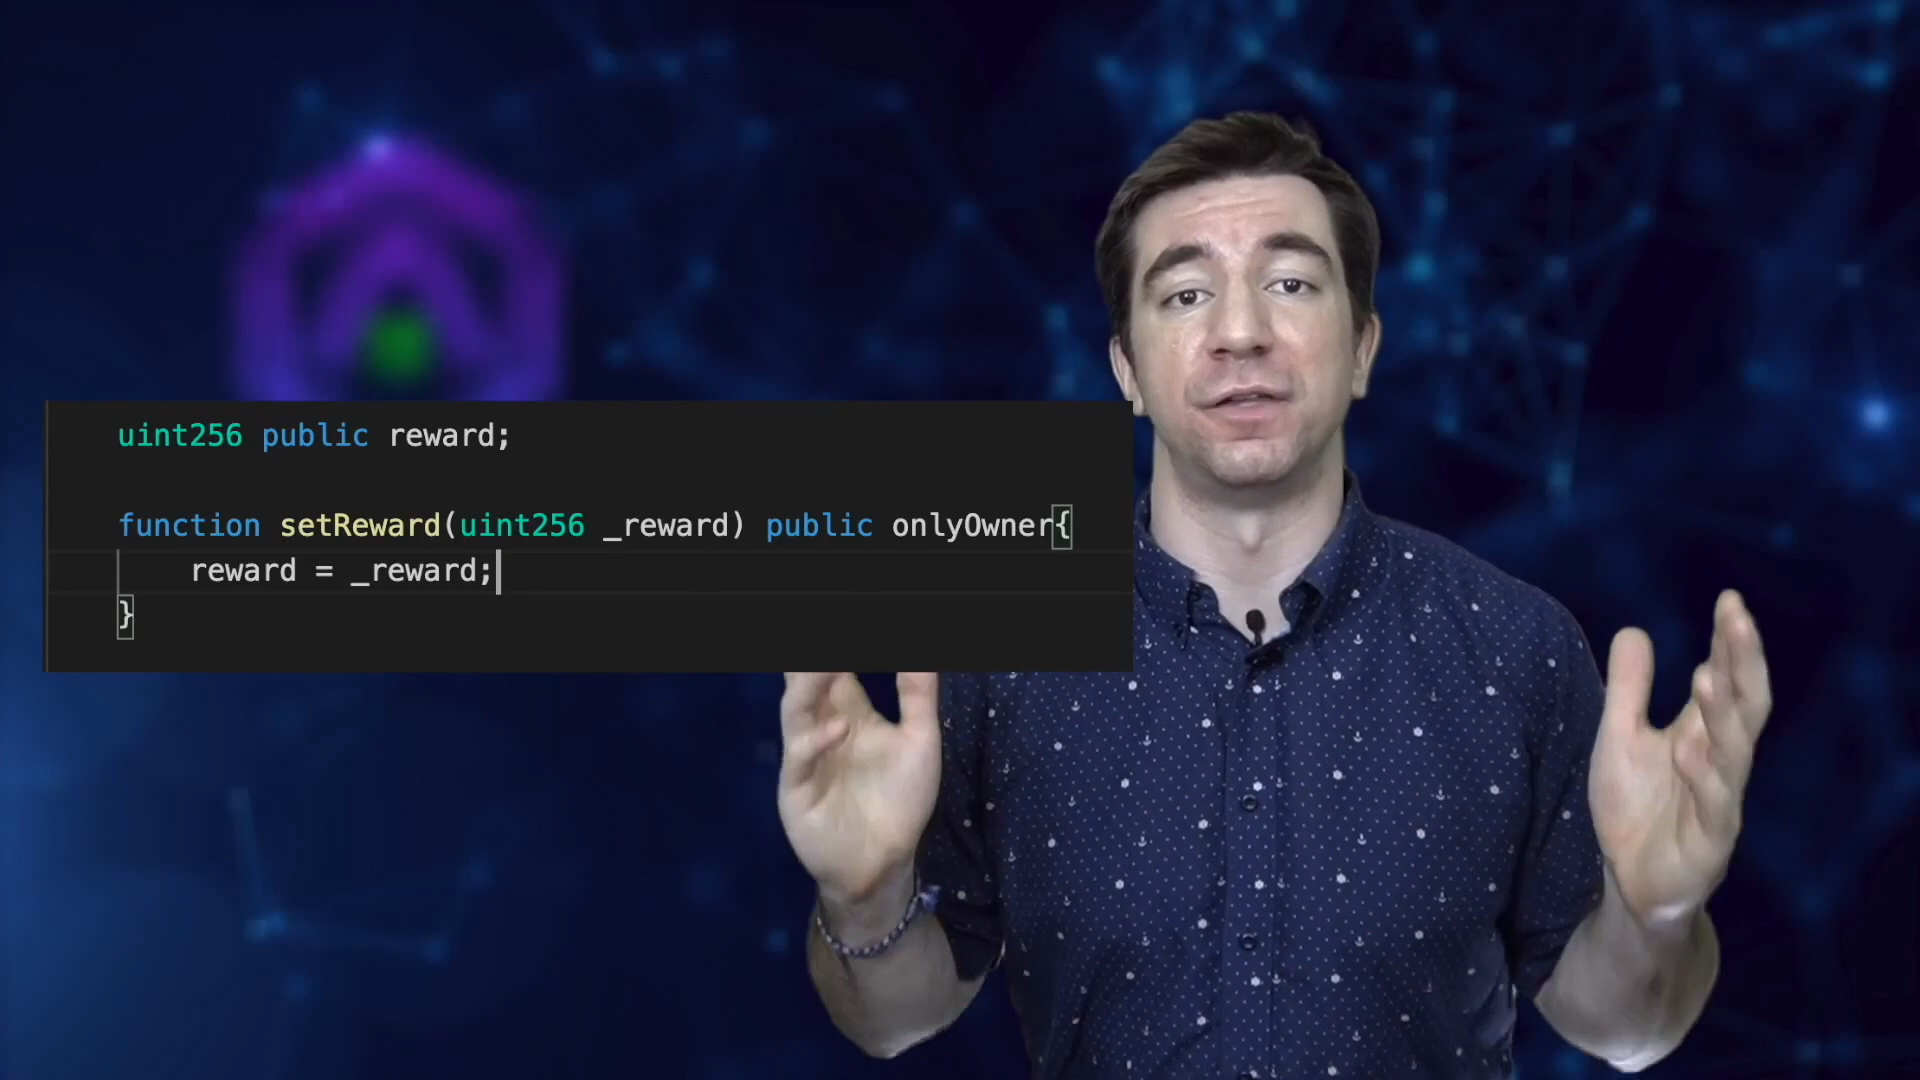 uint256 public reward;
function setReward(uint256 _reward) public onlyOwner{
reward = _reward;
}